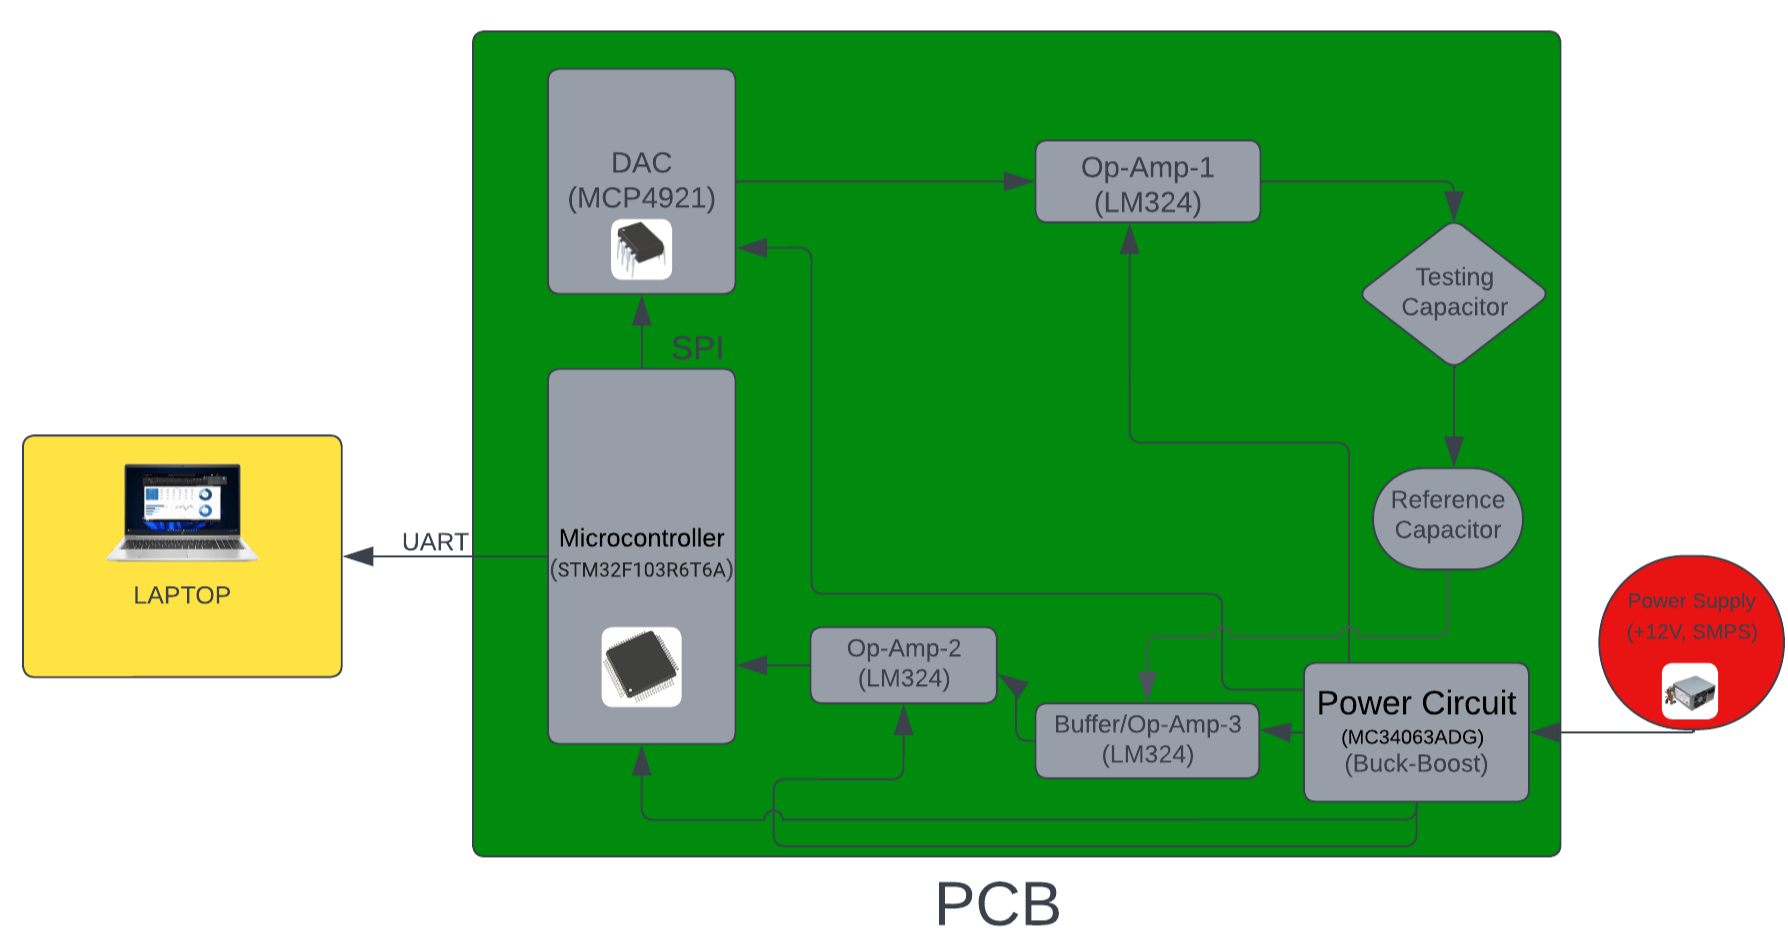 DAC
(MCP4921)
Op-Amp-1
(LM324)
Testing
Capacitor
SPI
Reference
Capacitor
UART
Microcontroller
(STM32F103R6T6A)
LAPTOP
Power Supply
(+12V, SMPS)
Op-Amp-2
(LM324)
Buffer/Op-Amp-3
(LM324)
Power Circuit
(MC34063ADG)
(Buck-Boost)
PCB